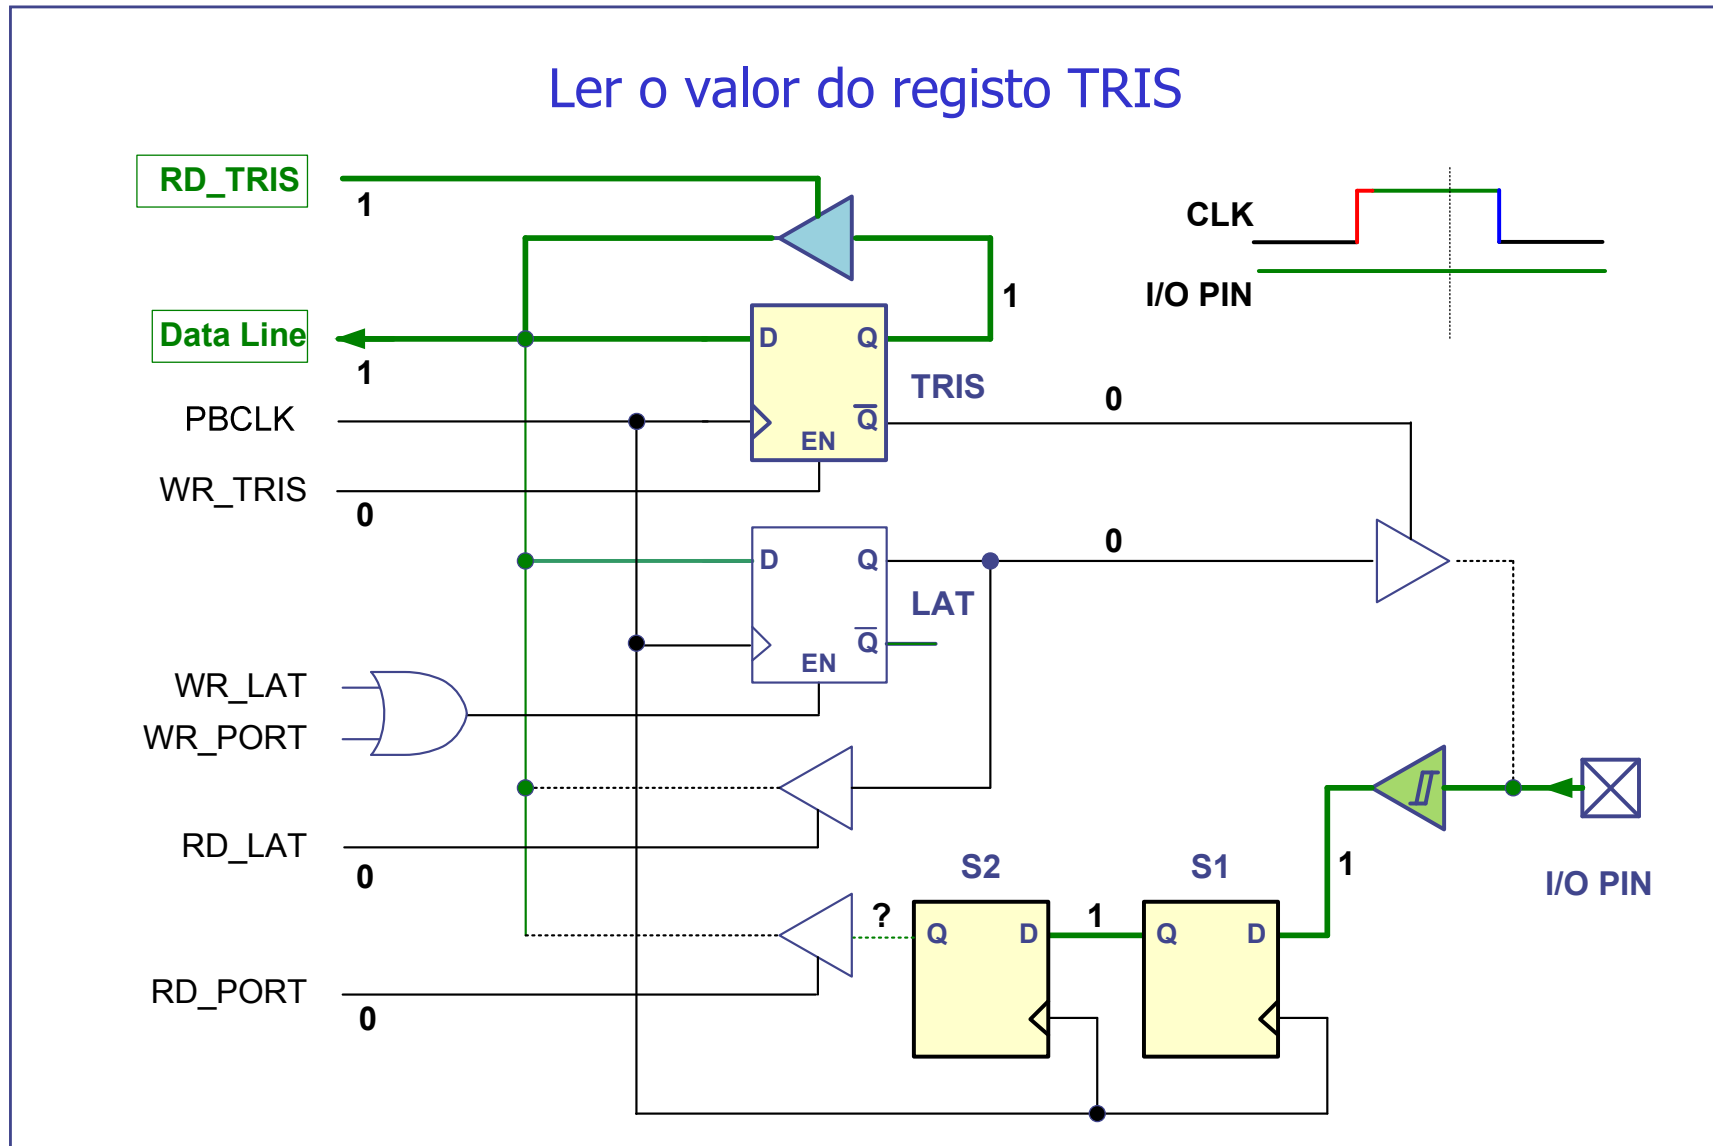 Ler o valor do registo TRIS
RD_TRIS
1
CLK
I/O PIN
1
Data Line
1
D Q
TRIS
PBCLK
Q
EN
0
WR_TRIS
0
D Q
0
LAT
Q
EN
WR_LAT
WR_PORT
RD_LAT
0
S2
S1
1
I/O PIN
?
Q D
1
Q D
RD_PORT
0